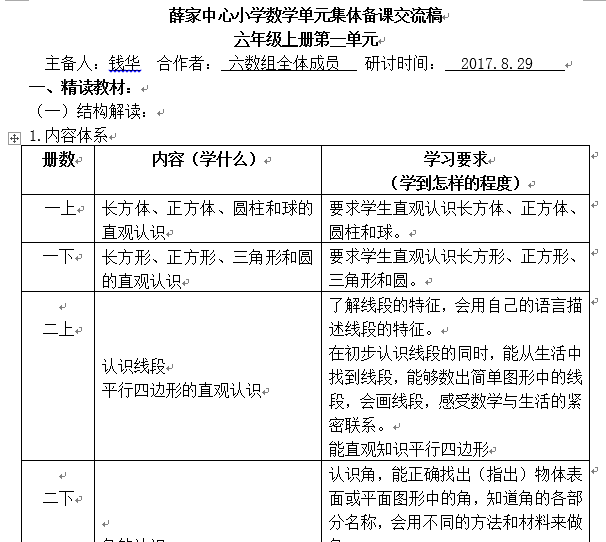 薛家中心小学数学单元集体备课交流稿
六年级上册第一单元
主备人：钱华 合作者： 六数组全体成员 研讨时间： 2017.8.29
一、精读教材：
（一）结构解读：
1.内容体系
册数 内容（学什么） 学习要求
（学到怎样的程度）
一上 长方体、正方体、圆柱和球的
直观认识
要求学生直观认识长方体、正方体、
圆柱和球。
一下 长方形、正方形、三角形和圆
的直观认识
要求学生直观认识长方形、正方形、
三角形和圆。
二上
认识线段
平行四边形的直观认识
了解线段的特征，会用自己的语言描
述线段的特征。
在初步认识线段的同时，能从生活中
找到线段，能够数出简单图形中的线
段，会画线段，感受数学与生活的紧
密联系。
能直观知识平行四边形
二下
认识角，能正确找出（指出）物体表
面或平面图形中的角，知道角的各部
分名称，会用不同的方法和材料来做